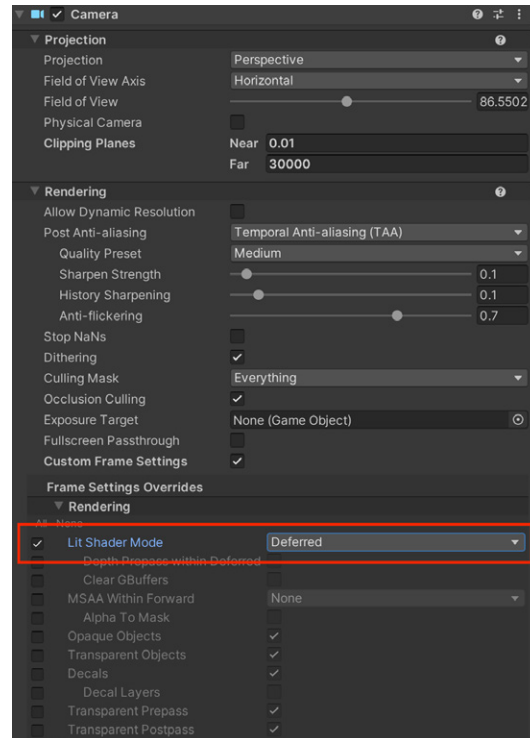 Camera
Projection
Projection Perspective
Field of View Axis Horizontal
Field of View 86.5502
Physical Camera
Clipping Planes Near 0.01
Far 30000
Rendering
Allow Dynamic Resolution
Post Anti-aliasing Temporal Anti-aliasing (TAA)
Quality Preset Medium
Sharpen Strength 0.1
History Sharpening 0.1
Anti-flickering 0.7
Stop NaNs
Dithering
Culling Mask Everything
Occlusion Culling
Exposure Target None (Game Object)
Fullscreen Passthrough
Custom Frame Settings
Frame Settings Overrides
Rendering
All None
Lit Shader Mode Deferred
Depth Prepass within Deferred
Clear GBuffers
MSAA Within Forward None
Alpha To Mask
Opaque Objects
Transparent Objects
Decals
Decal Layers
Transparent Prepass
Transparent Postpass